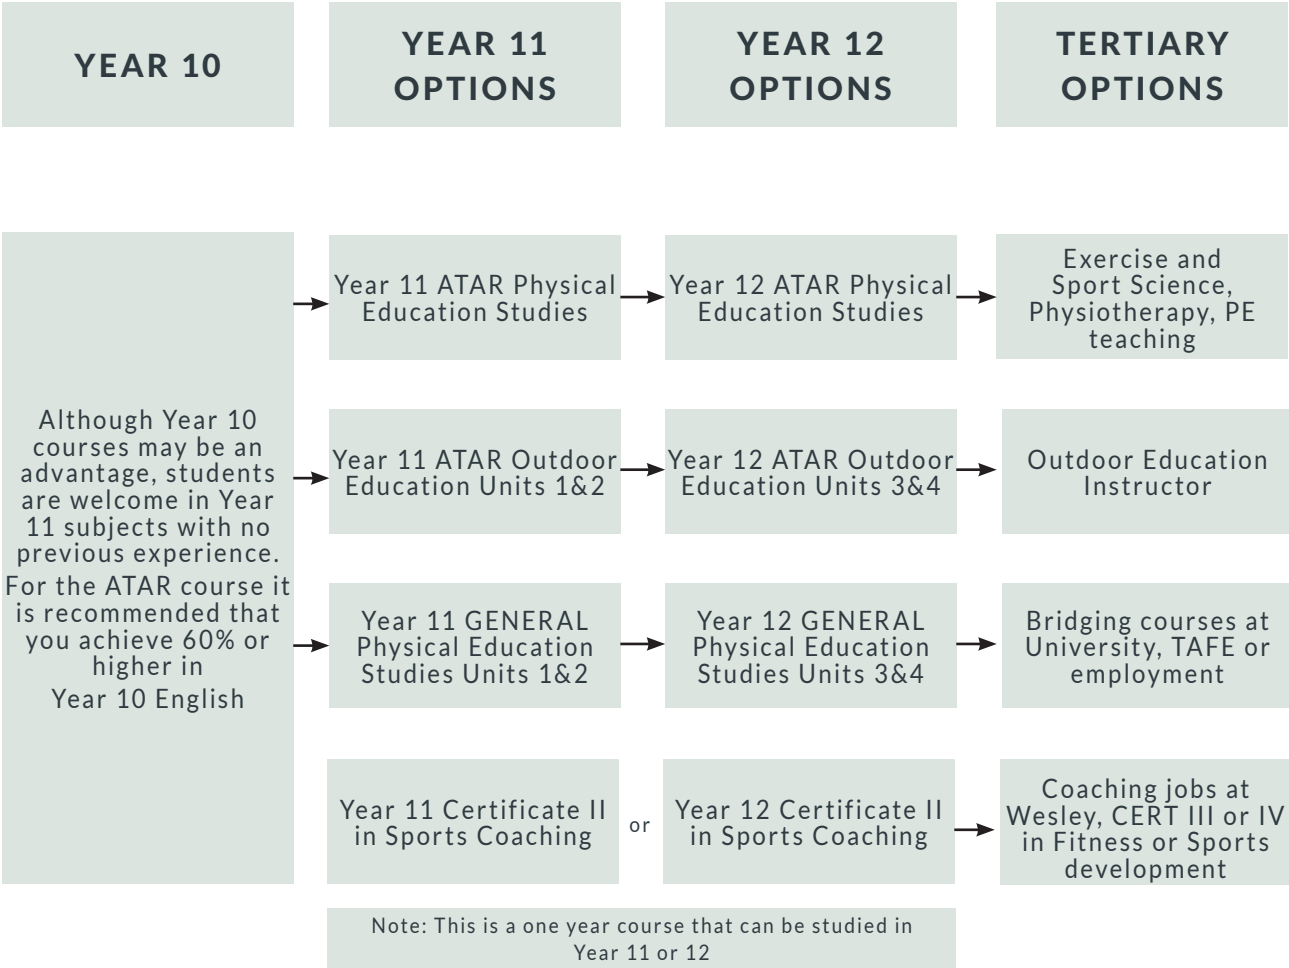 YEAR 10
YEAR 11
OPTIONS
YEAR 12
OPTIONS
TERTIARY
OPTIONS
Although Year 10
courses may be an
advantage, students
are welcome in Year
11 subjects with no
previous experience.
For the ATAR course it
is recommended that
you achieve 60% or
higher in
Year 10 English
Year 11 ATAR Physical
Education Studies
Year 12 ATAR Physical
Education Studies
Exercise and
Sport Science,
Physiotherapy, PE
teaching
Year 11 ATAR Outdoor
Education Units 1&2
Year 12 ATAR Outdoor
Education Units 3&4
Outdoor Education
Instructor
Year 11 GENERAL
Physical Education
Studies Units 1&2
Year 12 GENERAL
Physical Education
Studies Units 3&4
Bridging courses at
University, TAFE or
employment
Year 11 Certificate II
in Sports Coaching
or
Year 12 Certificate II
in Sports Coaching
Coaching jobs at
Wesley, CERT III or IV
in Fitness or Sports
development
Note: This is a one year course that can be studied in
Year 11 or 12